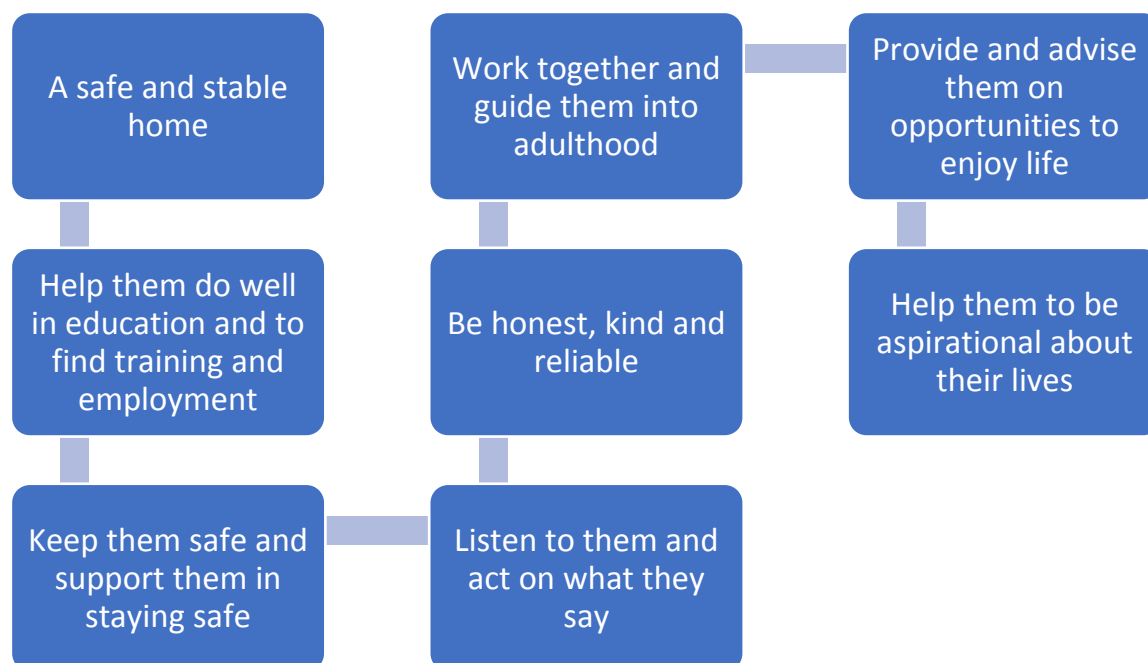 A safe and stable
home
Help them do well
in education and to
find training and
employment
Keep them safe and
support them in
staying safe
Listen to them and
act on what they
say
Be honest, kind and
reliable
Work together and
guide them into
adulthood
Provide and advise
them on
opportunities to
enjoy life
Help them to be
aspirational about
their lives